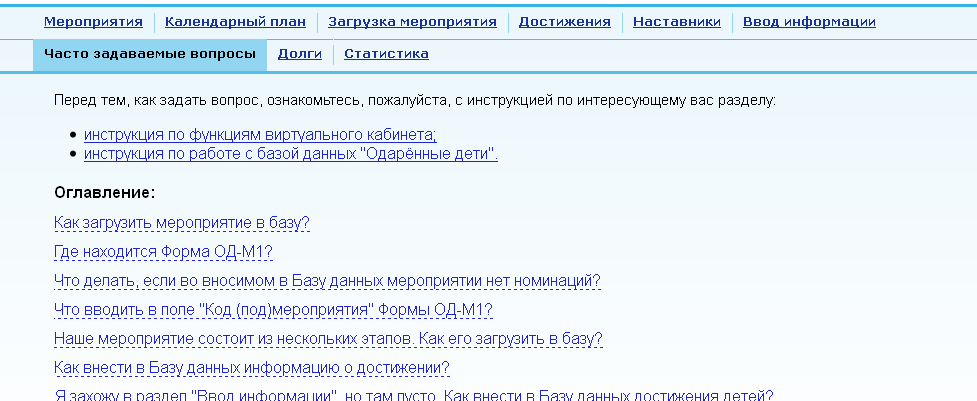 Мероприятия Календарный план Загрузка мероприятия Достижения Наставники Ввод информации
Часто задаваемые вопросы Долги Статистика
Перед тем, как задать вопрос, ознакомьтесь, пожалуйста, с инструкцией по интересующему вас разделу:
инструкция по функциям виртуального кабинета;
инструкция по работе с базой данных "Одарённые дети".
Оглавление:
Как загрузить мероприятие в базу?
Где находится Форма ОД-М1?
Что делать, если во вносимом в Базу данных мероприятии нет номинаций?
Что вводить в поле "Код (под)мероприятия" Формы ОД-М1?
Наше мероприятие состоит из нескольких этапов. Как его загрузить в базу?
Как внести в Базу данных информацию о достижении?
Я захожу в раздел "Ввод информации", но там пусто. Как внести в Базу данных достижения детей?